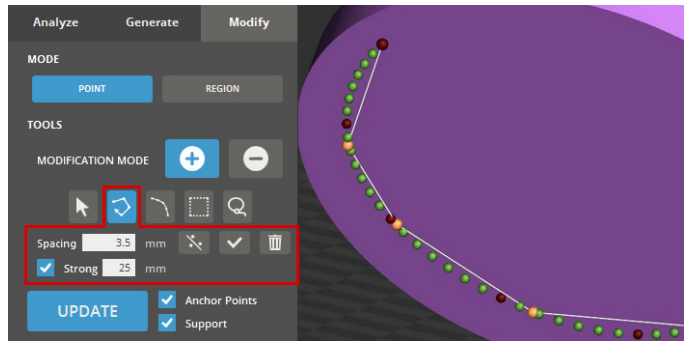 Analyze Generate Modify
MODE
POINT REGION
TOOLS
MODIFICATION MODE
Spacing 3.5 mm
Strong 25 mm
UPDATE
Anchor Points
Support